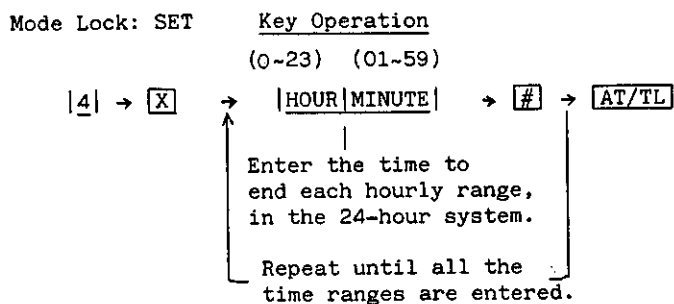 Mode Lock: SET Key Operation
(0~23) (01~59)
|4| → X → |HOUR|MINUTE| → # → AT/TL
Enter the time to
end each hourly range,
in the 24-hour system.
Repeat until all the
time ranges are entered.